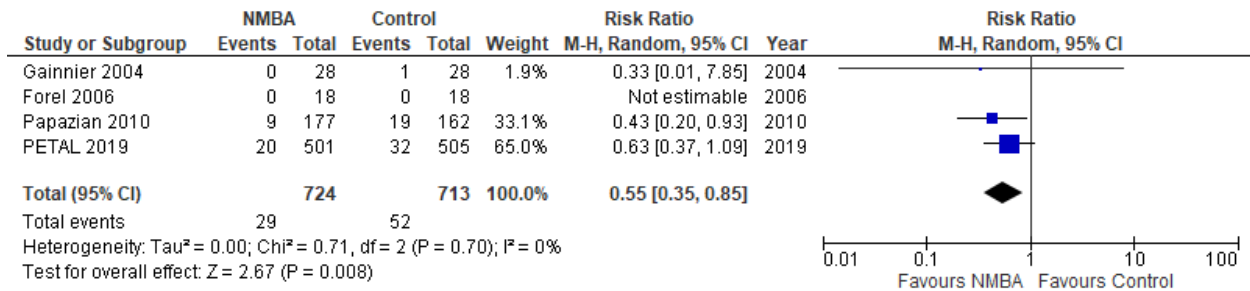 NMBA Control Risk Ratio Risk Ratio
Study or Subgroup Events Total Events Total Weight M-H, Random, 95% CI Year M-H, Random, 95% CI
Gainnier 2004 0 28 1 28 1.9% 0.33 [0.01, 7.85] 2004
Forel 2006 0 18 0 18 Not estimable 2006
Papazian 2010 9 177 19 162 33.1% 0.43 [0.20, 0.93] 2010
PETAL 2019 20 501 32 505 65.0% 0.63 [0.37, 1.09] 2019
Total (95% CI) 724 713 100.0% 0.55 [0.35, 0.85]
Total events 29 52
Heterogeneity: Tau² = 0.00; Chi² = 0.71, df = 2 (P = 0.70); I² = 0%
Test for overall effect: Z = 2.67 (P = 0.008)
0.01 0.1 1 10 100
Favours NMBA Favours Control